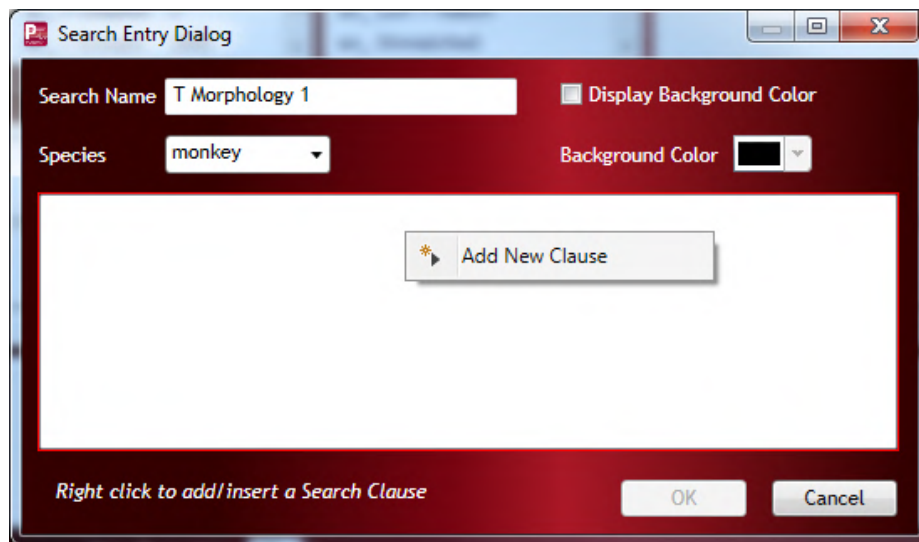 Search Entry Dialog
Search Name T Morphology 1 Display Background Color
Species monkey Background Color
Add New Clause
Right click to add/insert a Search Clause OK Cancel